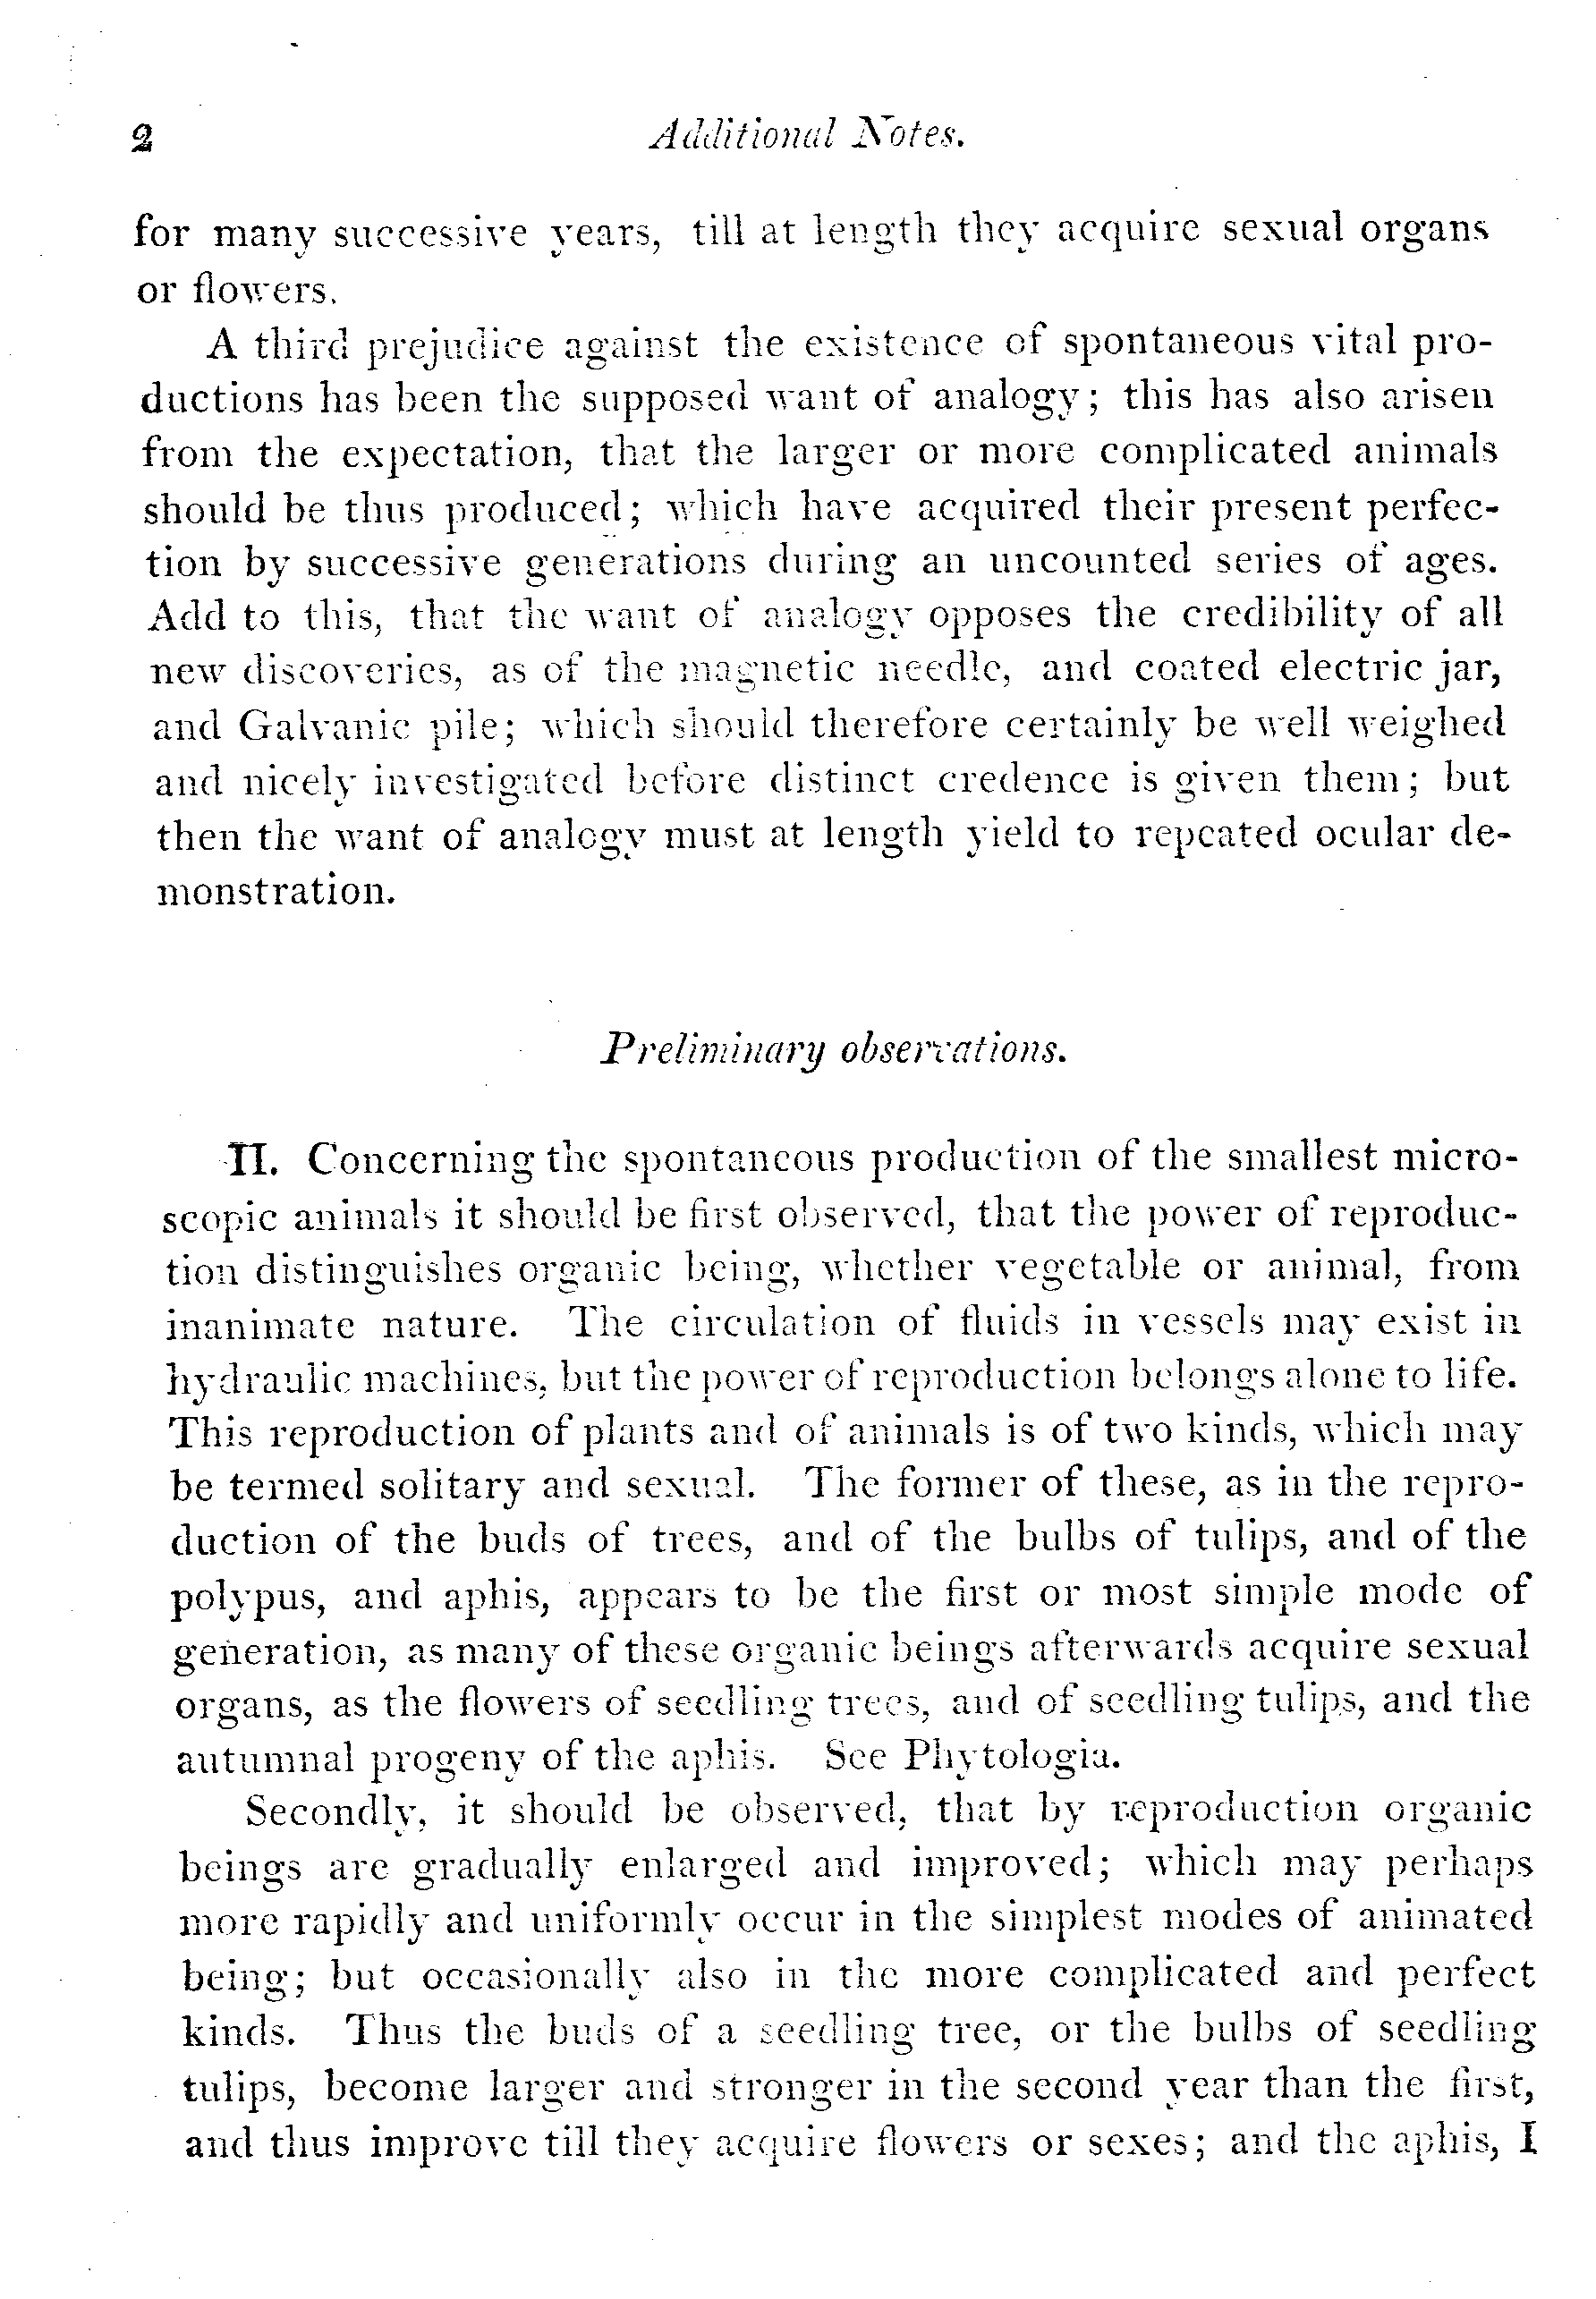 2 Additional Notes.
for many successive years, till at length they acquire sexual organs
or flowers.
A third prejudice against the existence of spontaneous vital pro-
ductions has been the supposed want of analogy; this has also arisen
from the expectation, that the larger or more complicated animals
should be thus produced; which have acquired their present perfec-
tion by successive generations during an uncounted series of ages.
Add to this, that the want of analogy opposes the credibility of all
new discoveries, as of the magnetic needle, and coated electric jar,
and Galvanic pile; which should therefore certainly be well weighed
and nicely investigated before distinct credence is given them; but
then the want of analogy must at length yield to repeated ocular de-
monstration.
Preliminary observations.
II. Concerning the spontaneous production of the smallest micro-
scopic animals it should be first observed, that the power of reproduc-
tion distinguishes organic being, whether vegetable or animal, from
inanimate nature. The circulation of fluids in vessels may exist in
hydraulic machines, but the power of reproduction belongs alone to life.
This reproduction of plants and of animals is of two kinds, which may
be termed solitary and sexual. The former of these, as in the repro-
duction of the buds of trees, and of the bulbs of tulips, and of the
polypus, and aphis, appears to be the first or most simple mode of
generation, as many of these organic beings afterwards acquire sexual
organs, as the flowers of seedling trees, and of seedling tulips, and the
autumnal progeny of the aphis. See Phytologia.
Secondly, it should be observed, that by reproduction organic
beings are gradually enlarged and improved; which may perhaps
more rapidly and uniformly occur in the simplest modes of animated
being; but occasionally also in the more complicated and perfect
kinds. Thus the buds of a seedling tree, or the bulbs of seedling
tulips, become larger and stronger in the second year than the first,
and thus improve till they acquire flowers or sexes; and the aphis, I